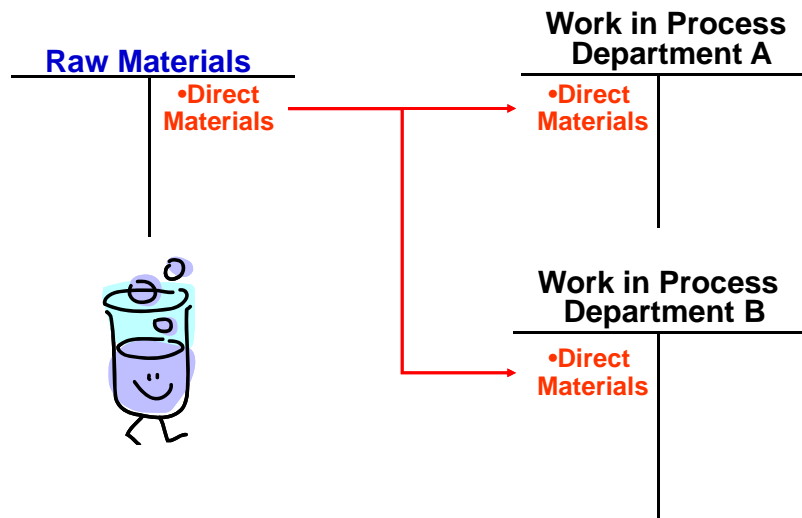 Raw Materials
•Direct
Materials
Work in Process
Department A
•Direct
Materials
Work in Process
Department B
•Direct
Materials